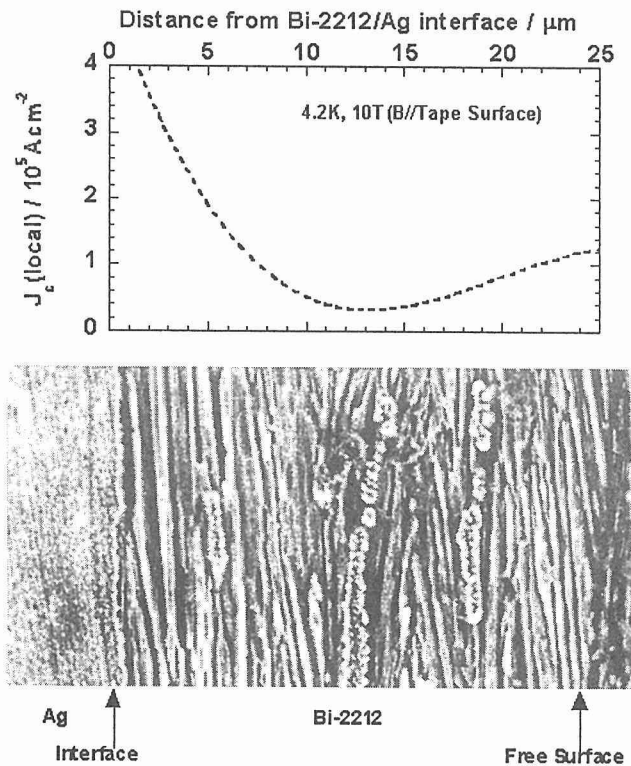 Distance from Bi-2212/Ag interface / μm
0 5 10 15 20 25
4
3
2
1
0
J_c (local) / 10^5 Acm^-2
4.2K, 10T (B//Tape Surface)
Ag
Bi-2212
Interface
Free Surface